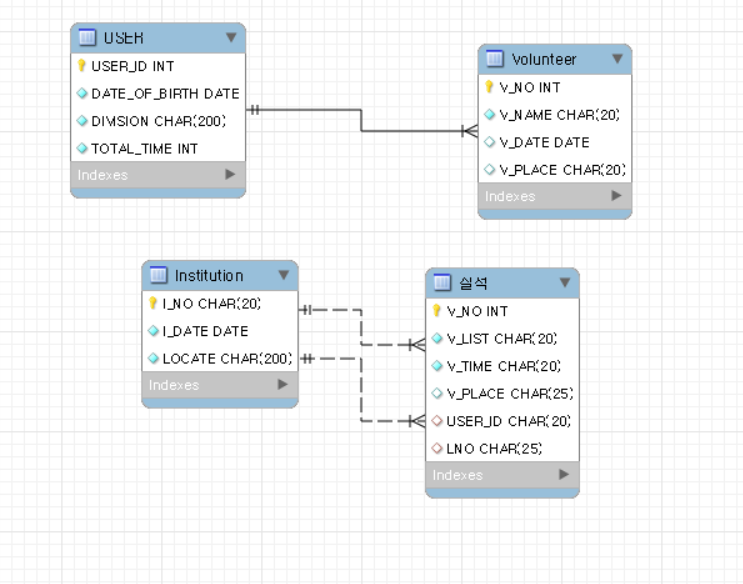 USER
USER_ID INT
DATE_OF_BIRTH DATE
DIVISION CHAR(200)
TOTAL_TIME INT
Indexes
Volunteer
V_NO INT
V_NAME CHAR(20)
V_DATE DATE
V_PLACE CHAR(20)
Indexes
Institution
I_NO CHAR(20)
I_DATE DATE
LOCATE CHAR(200)
Indexes
실석
V_NO INT
V_LIST CHAR(20)
V_TIME CHAR(20)
V_PLACE CHAR(25)
USER_ID CHAR(20)
I_NO CHAR(25)
Indexes